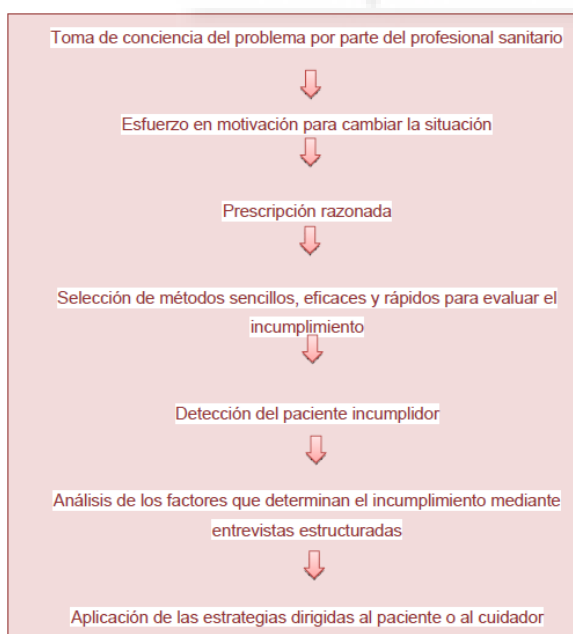 Toma de conciencia del problema por parte del profesional sanitario
Esfuerzo en motivación para cambiar la situación
Prescripción razonada
Selección de métodos sencillos, eficaces y rápidos para evaluar el
incumplimiento
Detección del paciente incumplidor
Análisis de los factores que determinan el incumplimiento mediante
entrevistas estructuradas
Aplicación de las estrategias dirigidas al paciente o al cuidador